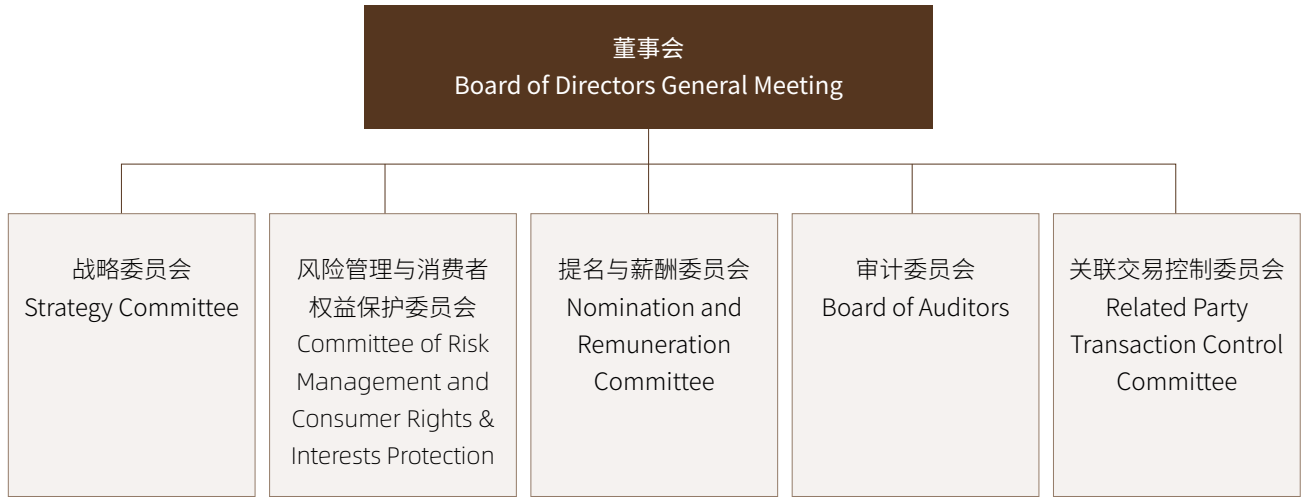 董事会
Board of Directors General Meeting
战略委员会
Strategy Committee
风险管理与消费者
权益保护委员会
Committee of Risk
Management and
Consumer Rights &
Interests Protection
提名与薪酬委员会
Nomination and
Remuneration
Committee
审计委员会
Board of Auditors
关联交易控制委员会
Related Party
Transaction Control
Committee